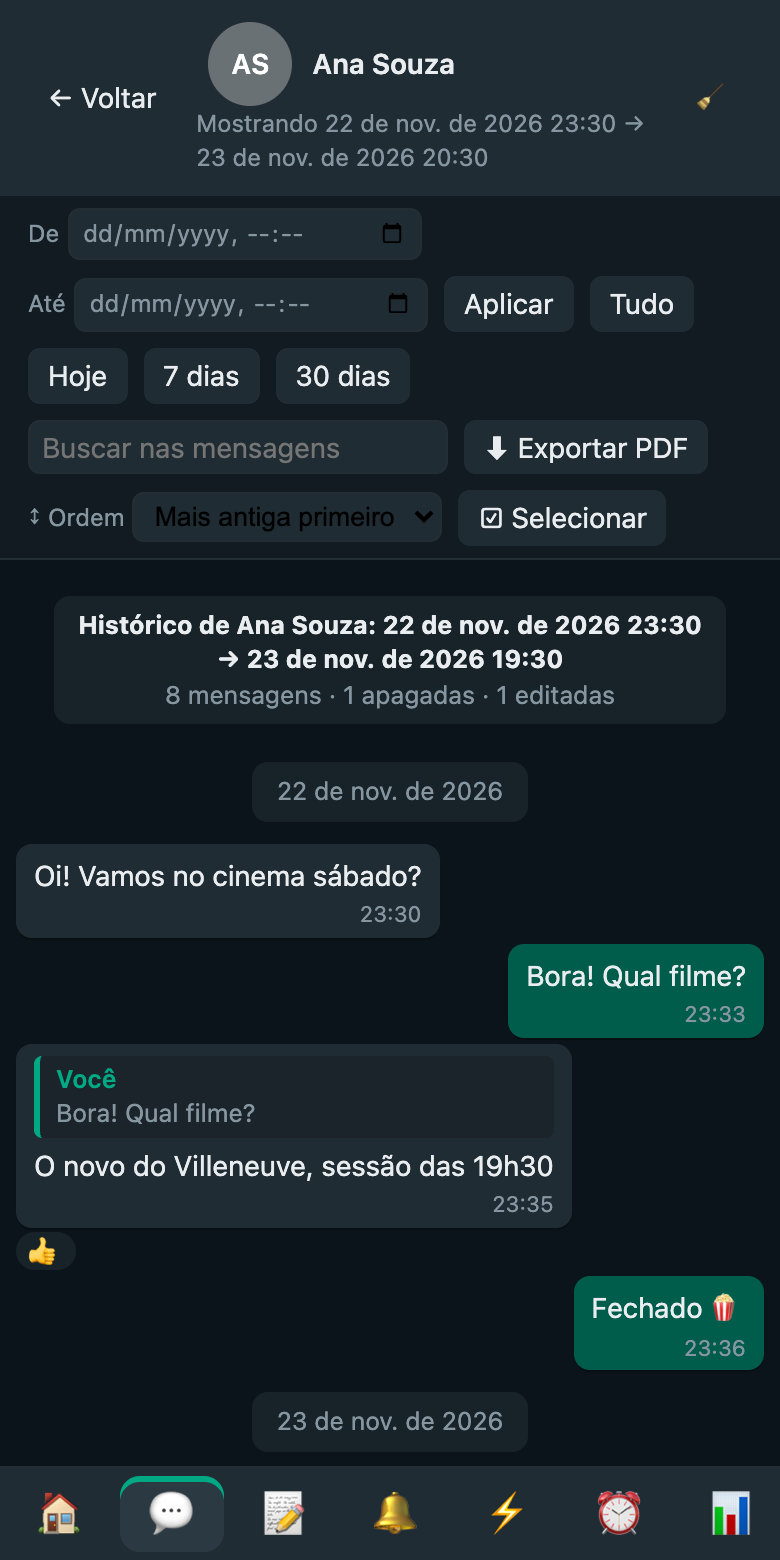 ← Voltar
AS
Ana Souza
Mostrando 22 de nov. de 2026 23:30 →
23 de nov. de 2026 20:30
De dd/mm/yyyy, --:--
Até dd/mm/yyyy, --:-- Aplicar Tudo
Hoje 7 dias 30 dias
Buscar nas mensagens ⬇ Exportar PDF
↕ Ordem Mais antiga primeiro ☑ Selecionar
Histórico de Ana Souza: 22 de nov. de 2026 23:30
→ 23 de nov. de 2026 19:30
8 mensagens · 1 apagadas · 1 editadas
22 de nov. de 2026
Oi! Vamos no cinema sábado?
23:30
Bora! Qual filme?
23:33
Você
Bora! Qual filme?
O novo do Villeneuve, sessão das 19h30
23:35
👍
Fechado 🍿
23:36
23 de nov. de 2026